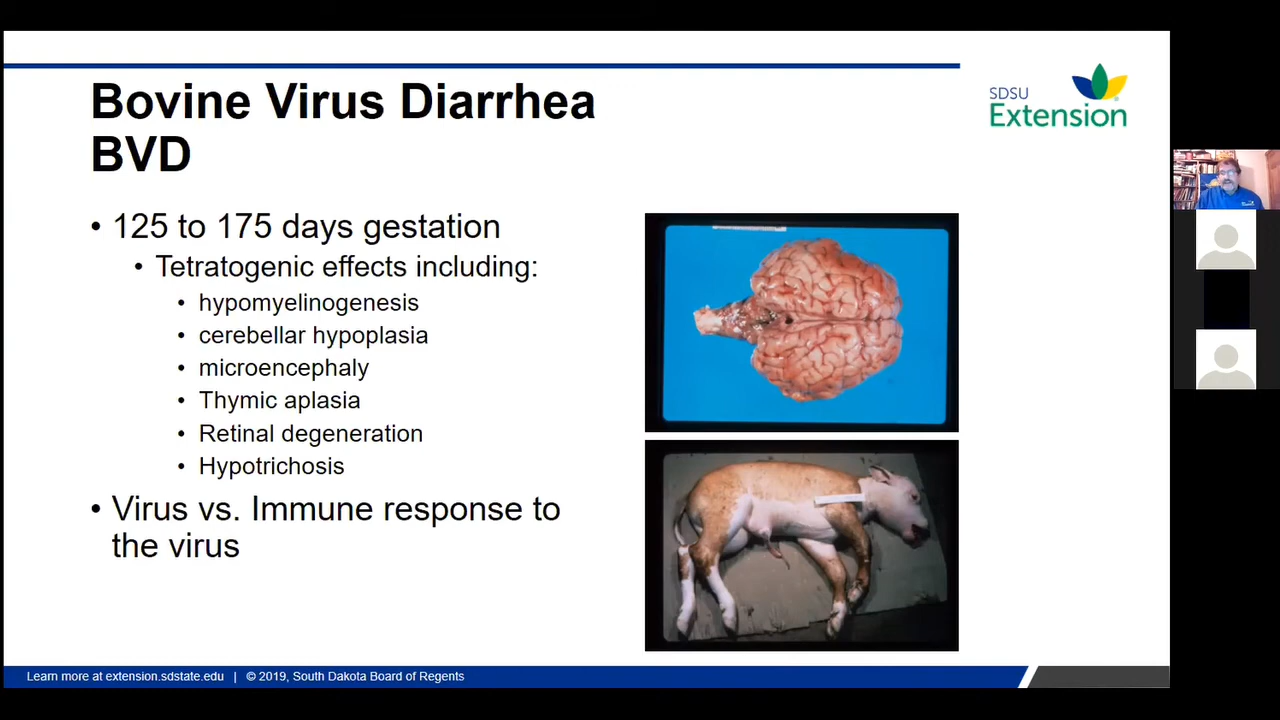 Bovine Virus Diarrhea
BVD
SDSU
Extension
• 125 to 175 days gestation
• Tetratogenic effects including:
• hypomyelinogenesis
• cerebellar hypoplasia
• microencephaly
• Thymic aplasia
• Retinal degeneration
• Hypotrichosis
• Virus vs. Immune response to
the virus
Learn more at extension.sdstate.edu | © 2019, South Dakota Board of Regents